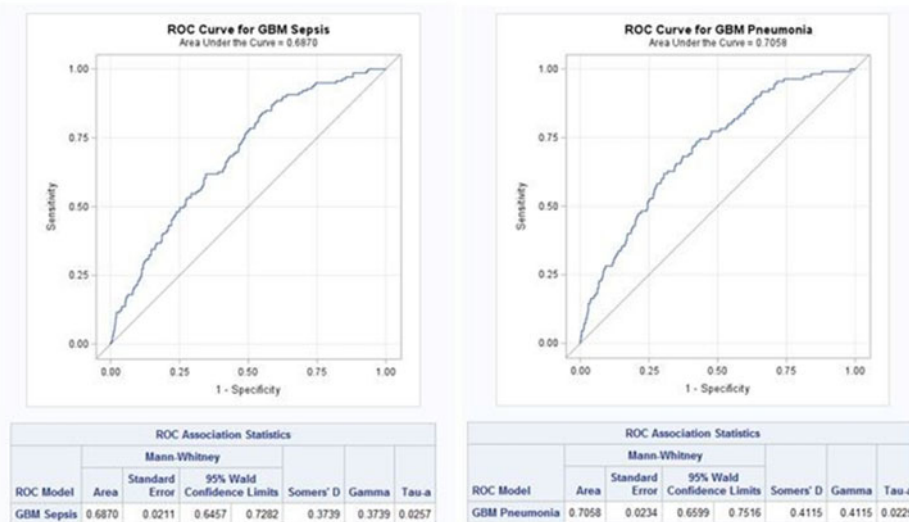 ROC Curve for GBM Sepsis
Area Under the Curve = 0.6870
1.00
0.75
0.50
0.25
0.00
Sensitivity
0.00 0.25 0.50 0.75 1.00
1 - Specificity
ROC Association Statistics
Mann-Whitney
ROC Model Area Standard Error 95% Wald Confidence Limits Somers' D Gamma Tau-a
GBM Sepsis 0.6870 0.0211 0.6457 0.7282 0.3739 0.3739 0.0257
ROC Curve for GBM Pneumonia
Area Under the Curve = 0.7058
1.00
0.75
0.50
0.25
0.00
Sensitivity
0.00 0.25 0.50 0.75 1.00
1 - Specificity
ROC Association Statistics
Mann-Whitney
ROC Model Area Standard Error 95% Wald Confidence Limits Somers' D Gamma Tau-a
GBM Pneumonia 0.7058 0.0234 0.6599 0.7516 0.4115 0.4115